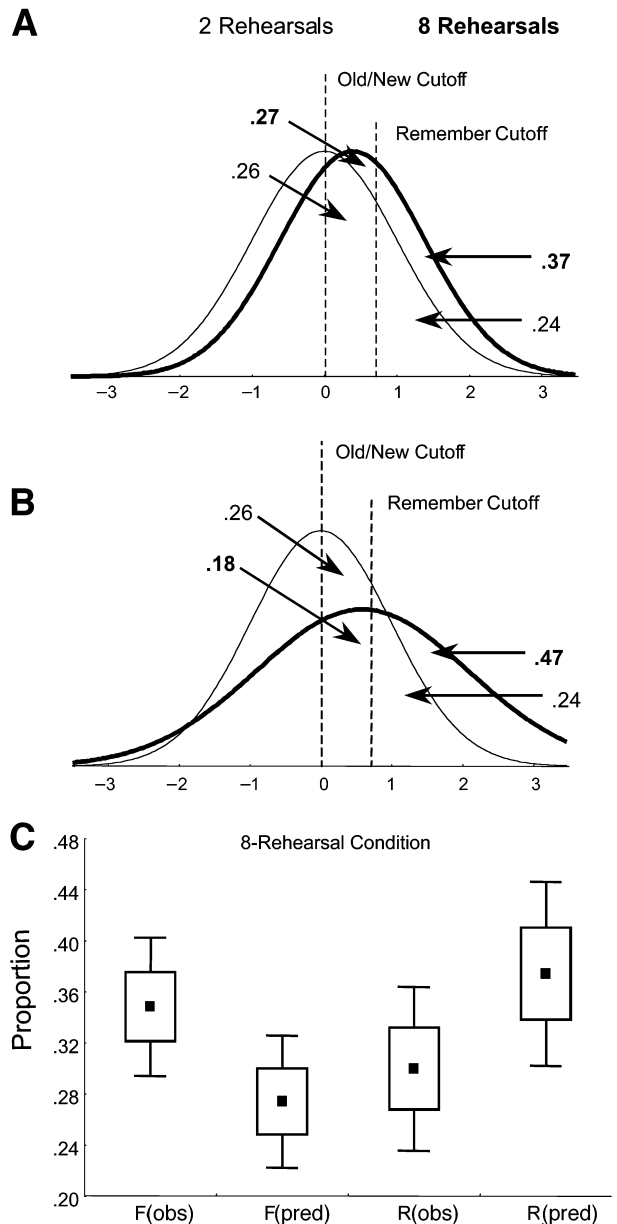 A
2 Rehearsals 8 Rehearsals
Old/New Cutoff
.27
Remember Cutoff
.26
.37
.24
–3 –2 –1 0 1 2 3
Old/New Cutoff
B
Remember Cutoff
.26
.18
.47
.24
–3 –2 –1 0 1 2 3
C
8-Rehearsal Condition
Proportion
.48
.44
.40
.36
.32
.28
.24
.20
F(obs) F(pred) R(obs) R(pred)